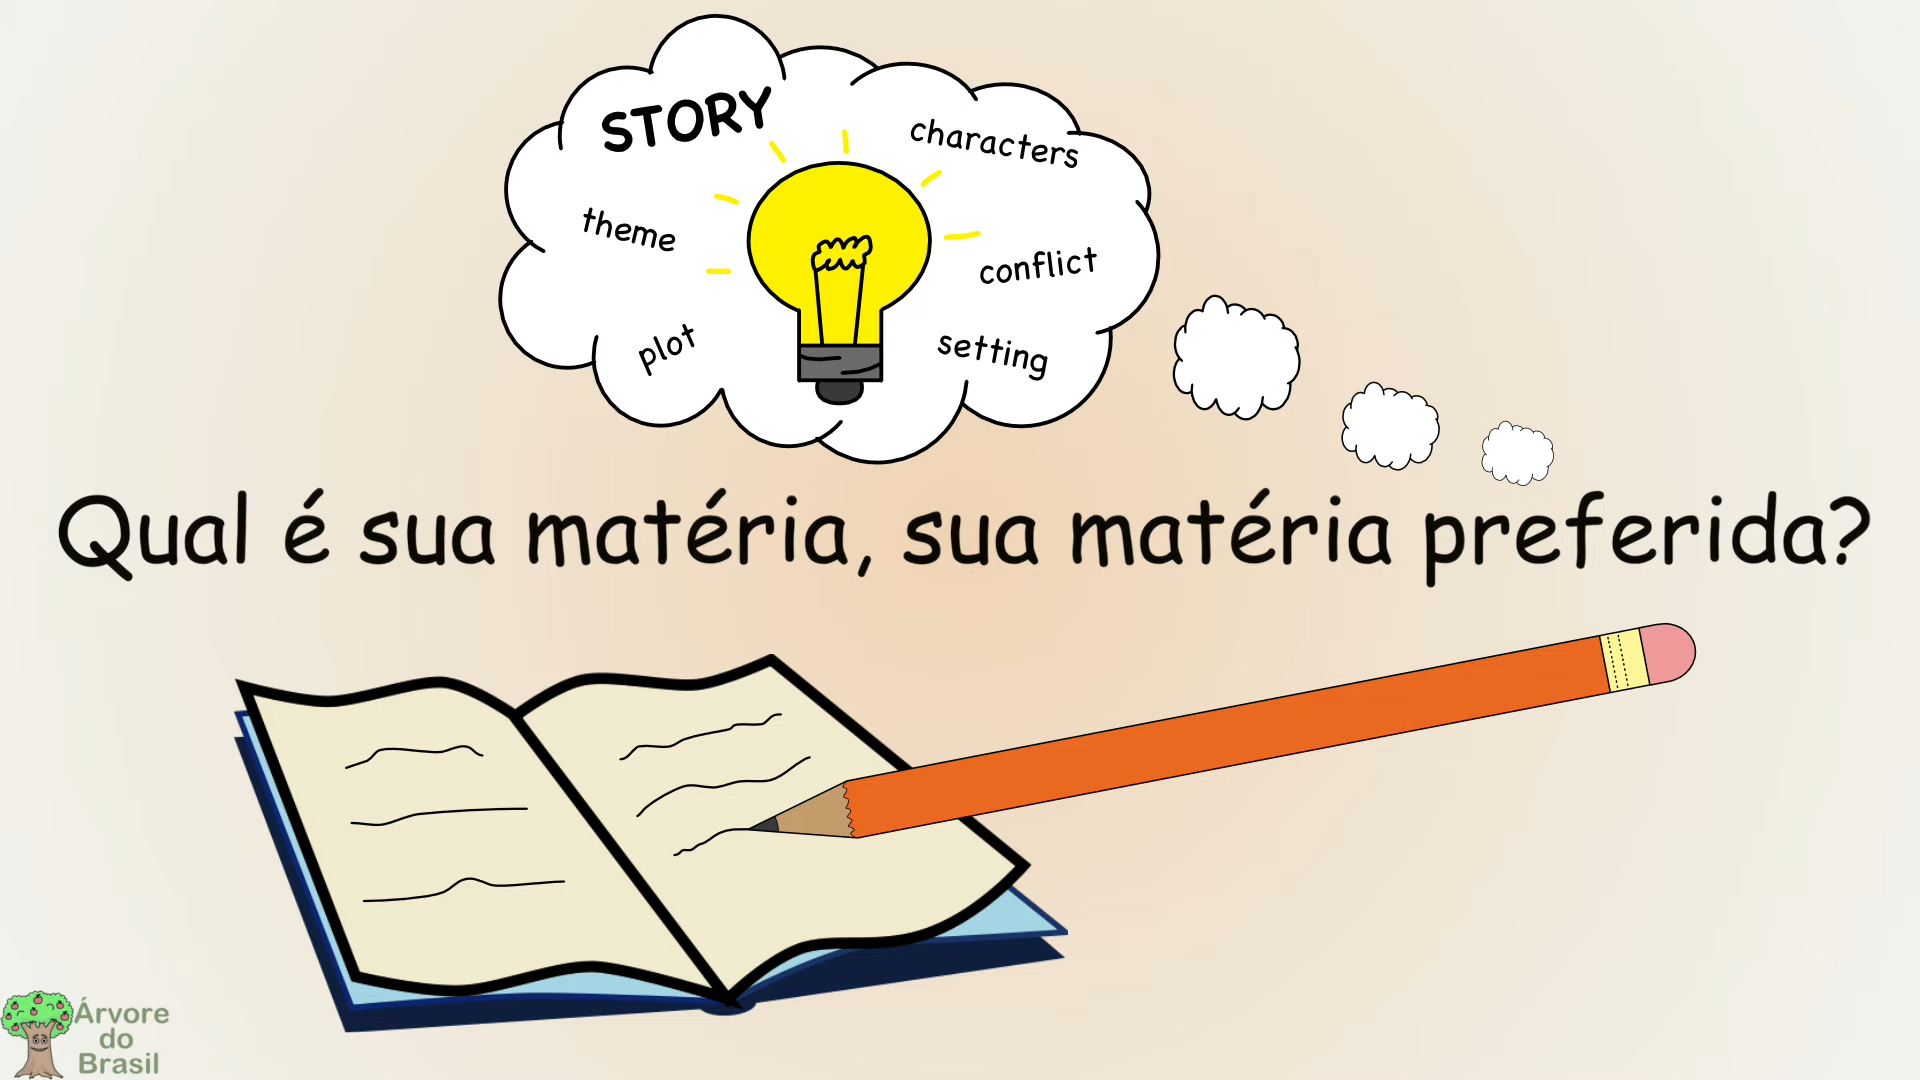 STORY
characters
theme
conflict
plot
setting
Qual é sua matéria, sua matéria preferida?
Árvore
do
Brasil